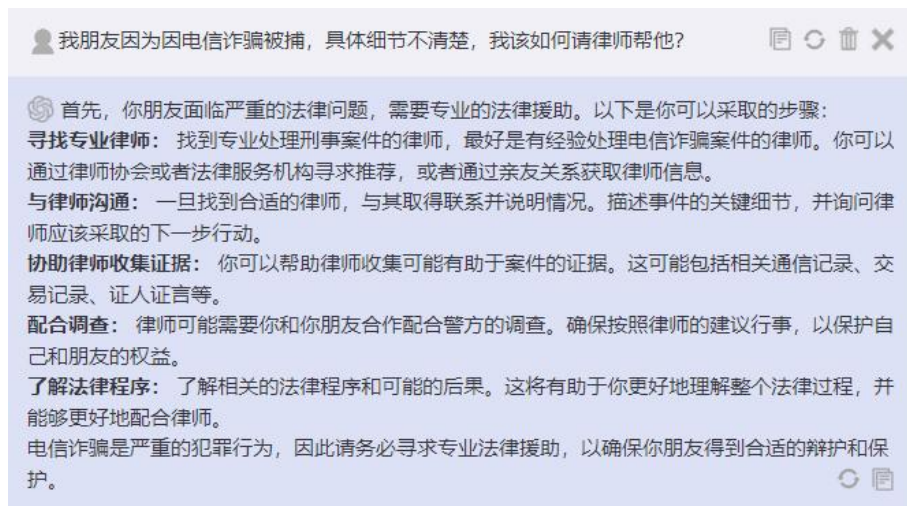 我朋友因为因电信诈骗被捕，具体细节不清楚，我该如何请律师帮他？
首先，你朋友面临严重的法律问题，需要专业的法律援助。以下是你可以采取的步骤：
寻找专业律师： 找到专业处理刑事案件的律师，最好是有经验处理电信诈骗案件的律师。你可以
通过律师协会或者法律服务机构寻求推荐，或者通过亲友关系获取律师信息。
与律师沟通： 一旦找到合适的律师，与其取得联系并说明情况。描述事件的关键细节，并询问律
师应该采取的下一步行动。
协助律师收集证据： 你可以帮助律师收集可能有助于案件的证据。这可能包括相关通信记录、交
易记录、证人证言等。
配合调查： 律师可能需要你和你朋友合作配合警方的调查。确保按照律师的建议行事，以保护自
己和朋友的权益。
了解法律程序： 了解相关的法律程序和可能的后果。这将有助于你更好地理解整个法律过程，并
能够更好地配合律师。
电信诈骗是严重的犯罪行为，因此请务必寻求专业法律援助，以确保你朋友得到合适的辩护和保
护。